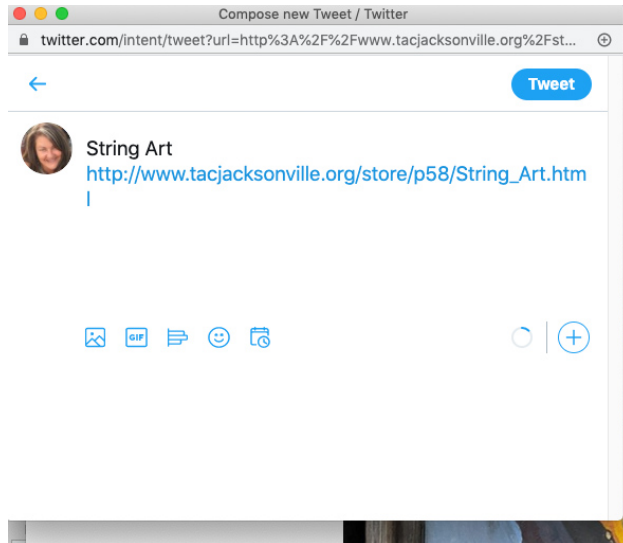 Compose new Tweet / Twitter
twitter.com/intent/tweet?url=http%3A%2F%2Fwww.tacjacksonville.org%2Fst...
Tweet
String Art
http://www.tacjacksonville.org/store/p58/String_Art.htm
l
GIF